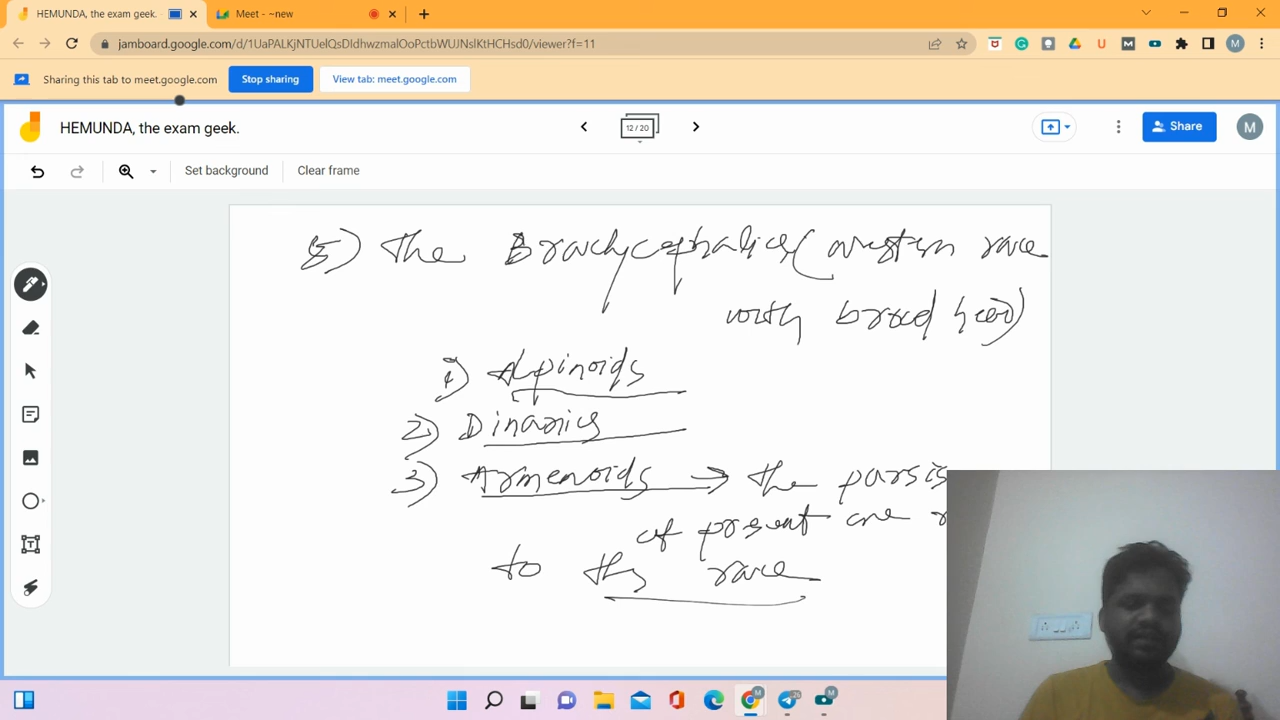 HEMUNDA, the exam geek.
Meet - ~new
jamboard.google.com/d/1UaPALKjNTUelQsDIdhwzmalOoPctbWUJNslKtHCHsd0/viewer?f=11
Sharing this tab to meet.google.com
Stop sharing
View tab: meet.google.com
HEMUNDA, the exam geek.
12 / 20
Share
M
Set background
Clear frame
5) The Brachycephalics (western race
with broad head)
1) Alpinoids
2) Dinarics
3) Armenoids → the parsis
of present are
to this race